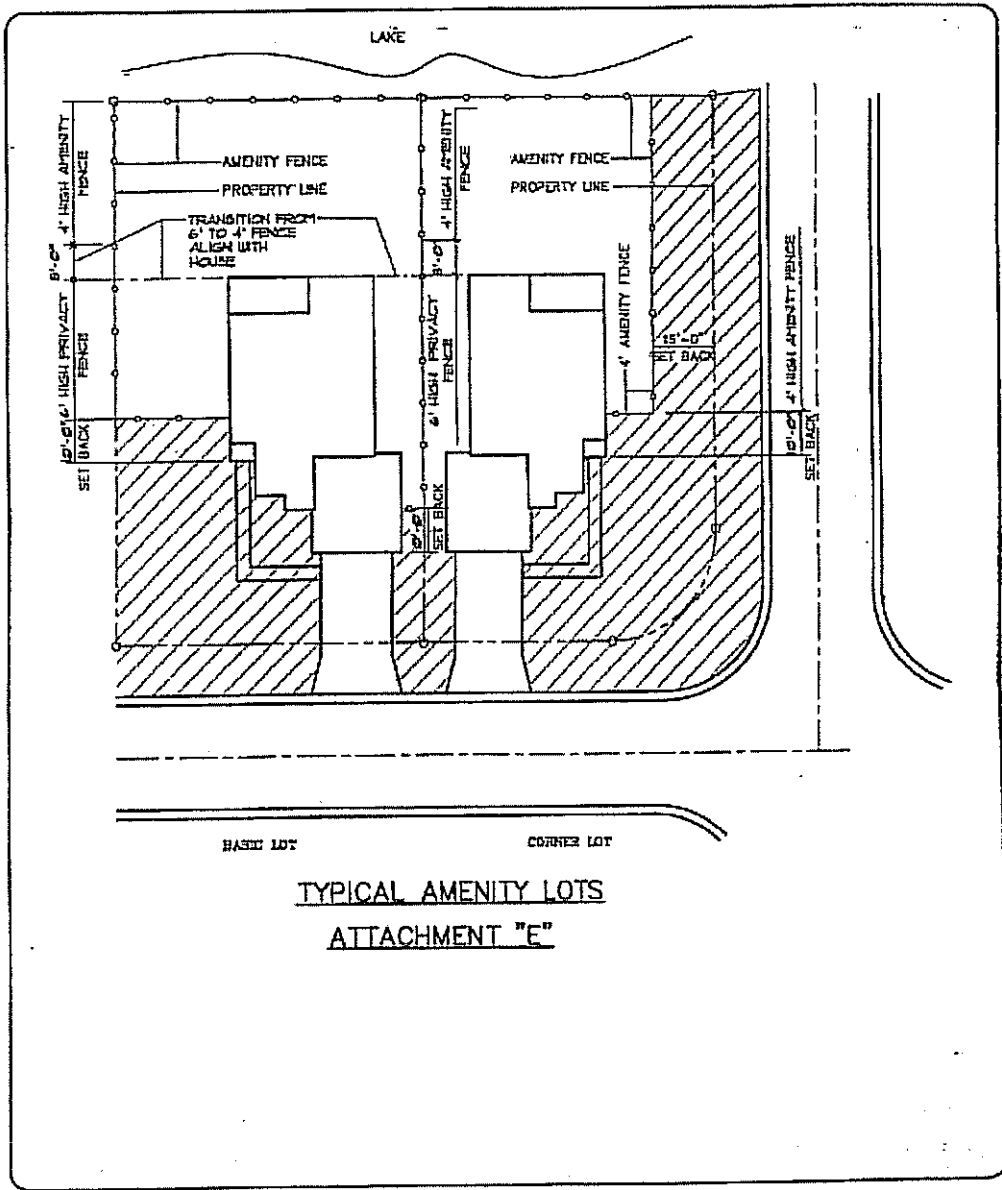 LAKE
4' HIGH AMENITY
FENCE
AMENITY FENCE
PROPERTY LINE
TRANSITION FROM
6' TO 4' FENCE
ALIGN WITH
HOUSE
8'-0"
6' HIGH PRIVACY
FENCE
10'-0"
SET BACK
4' HIGH AMENITY
FENCE
8'-0"
6' HIGH PRIVACY
FENCE
SET BACK
AMENITY FENCE
PROPERTY LINE
4' AMENITY FENCE
15'-0"
SET BACK
4' HIGH AMENITY FENCE
10'-0"
SET BACK
BASIC LOT
CORNER LOT
TYPICAL AMENITY LOTS
ATTACHMENT "E"